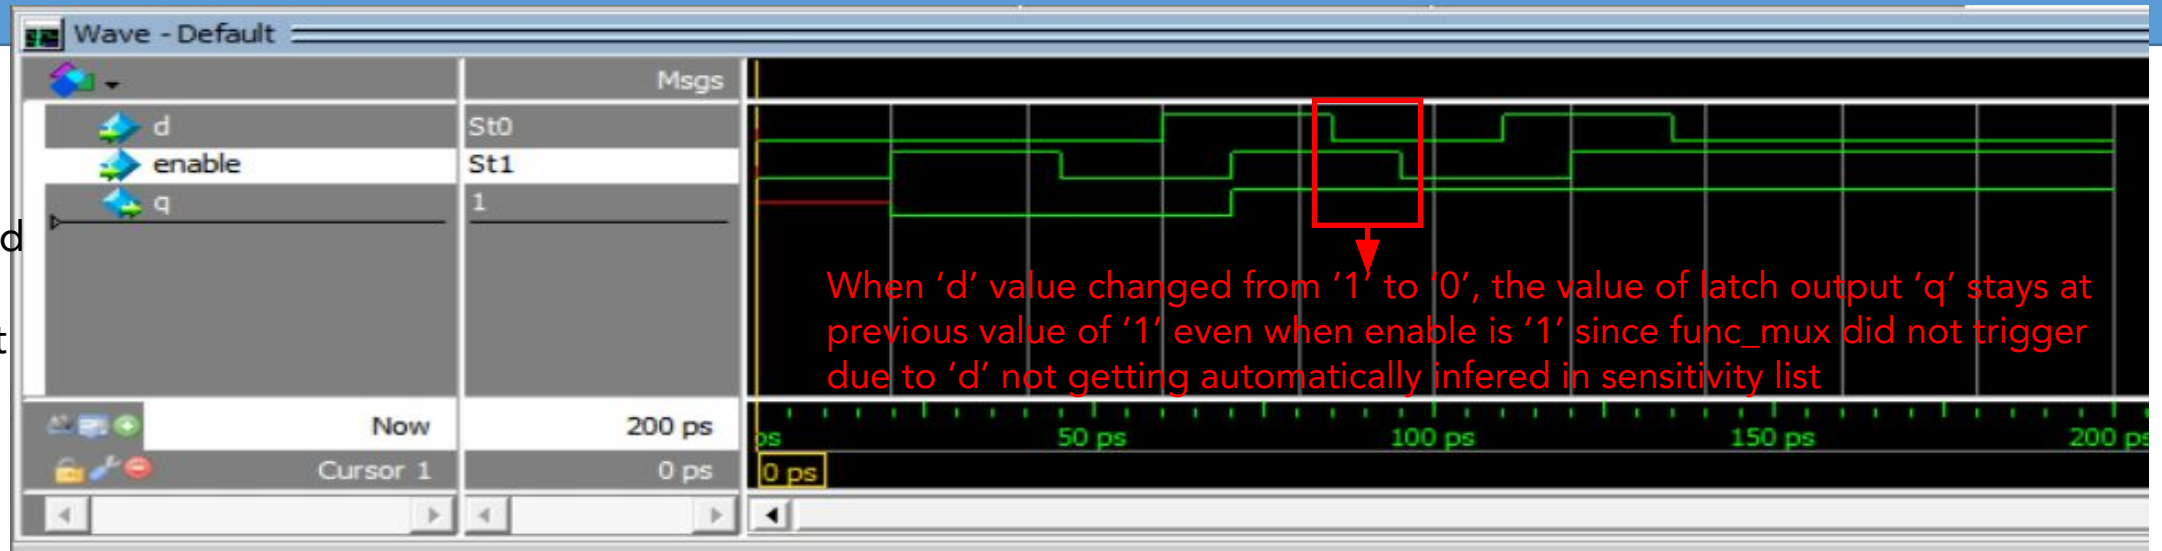 Wave - Default
Msgs
d St0
enable St1
q 1
d
t
When ‘d’ value changed from ‘1’ to ‘0’, the value of latch output ‘q’ stays at
previous value of ‘1’ even when enable is ‘1’ since func_mux did not trigger
due to ‘d’ not getting automatically infered in sensitivity list
Now 200 ps ps 50 ps 100 ps 150 ps 200 ps
Cursor 1 0 ps 0 ps